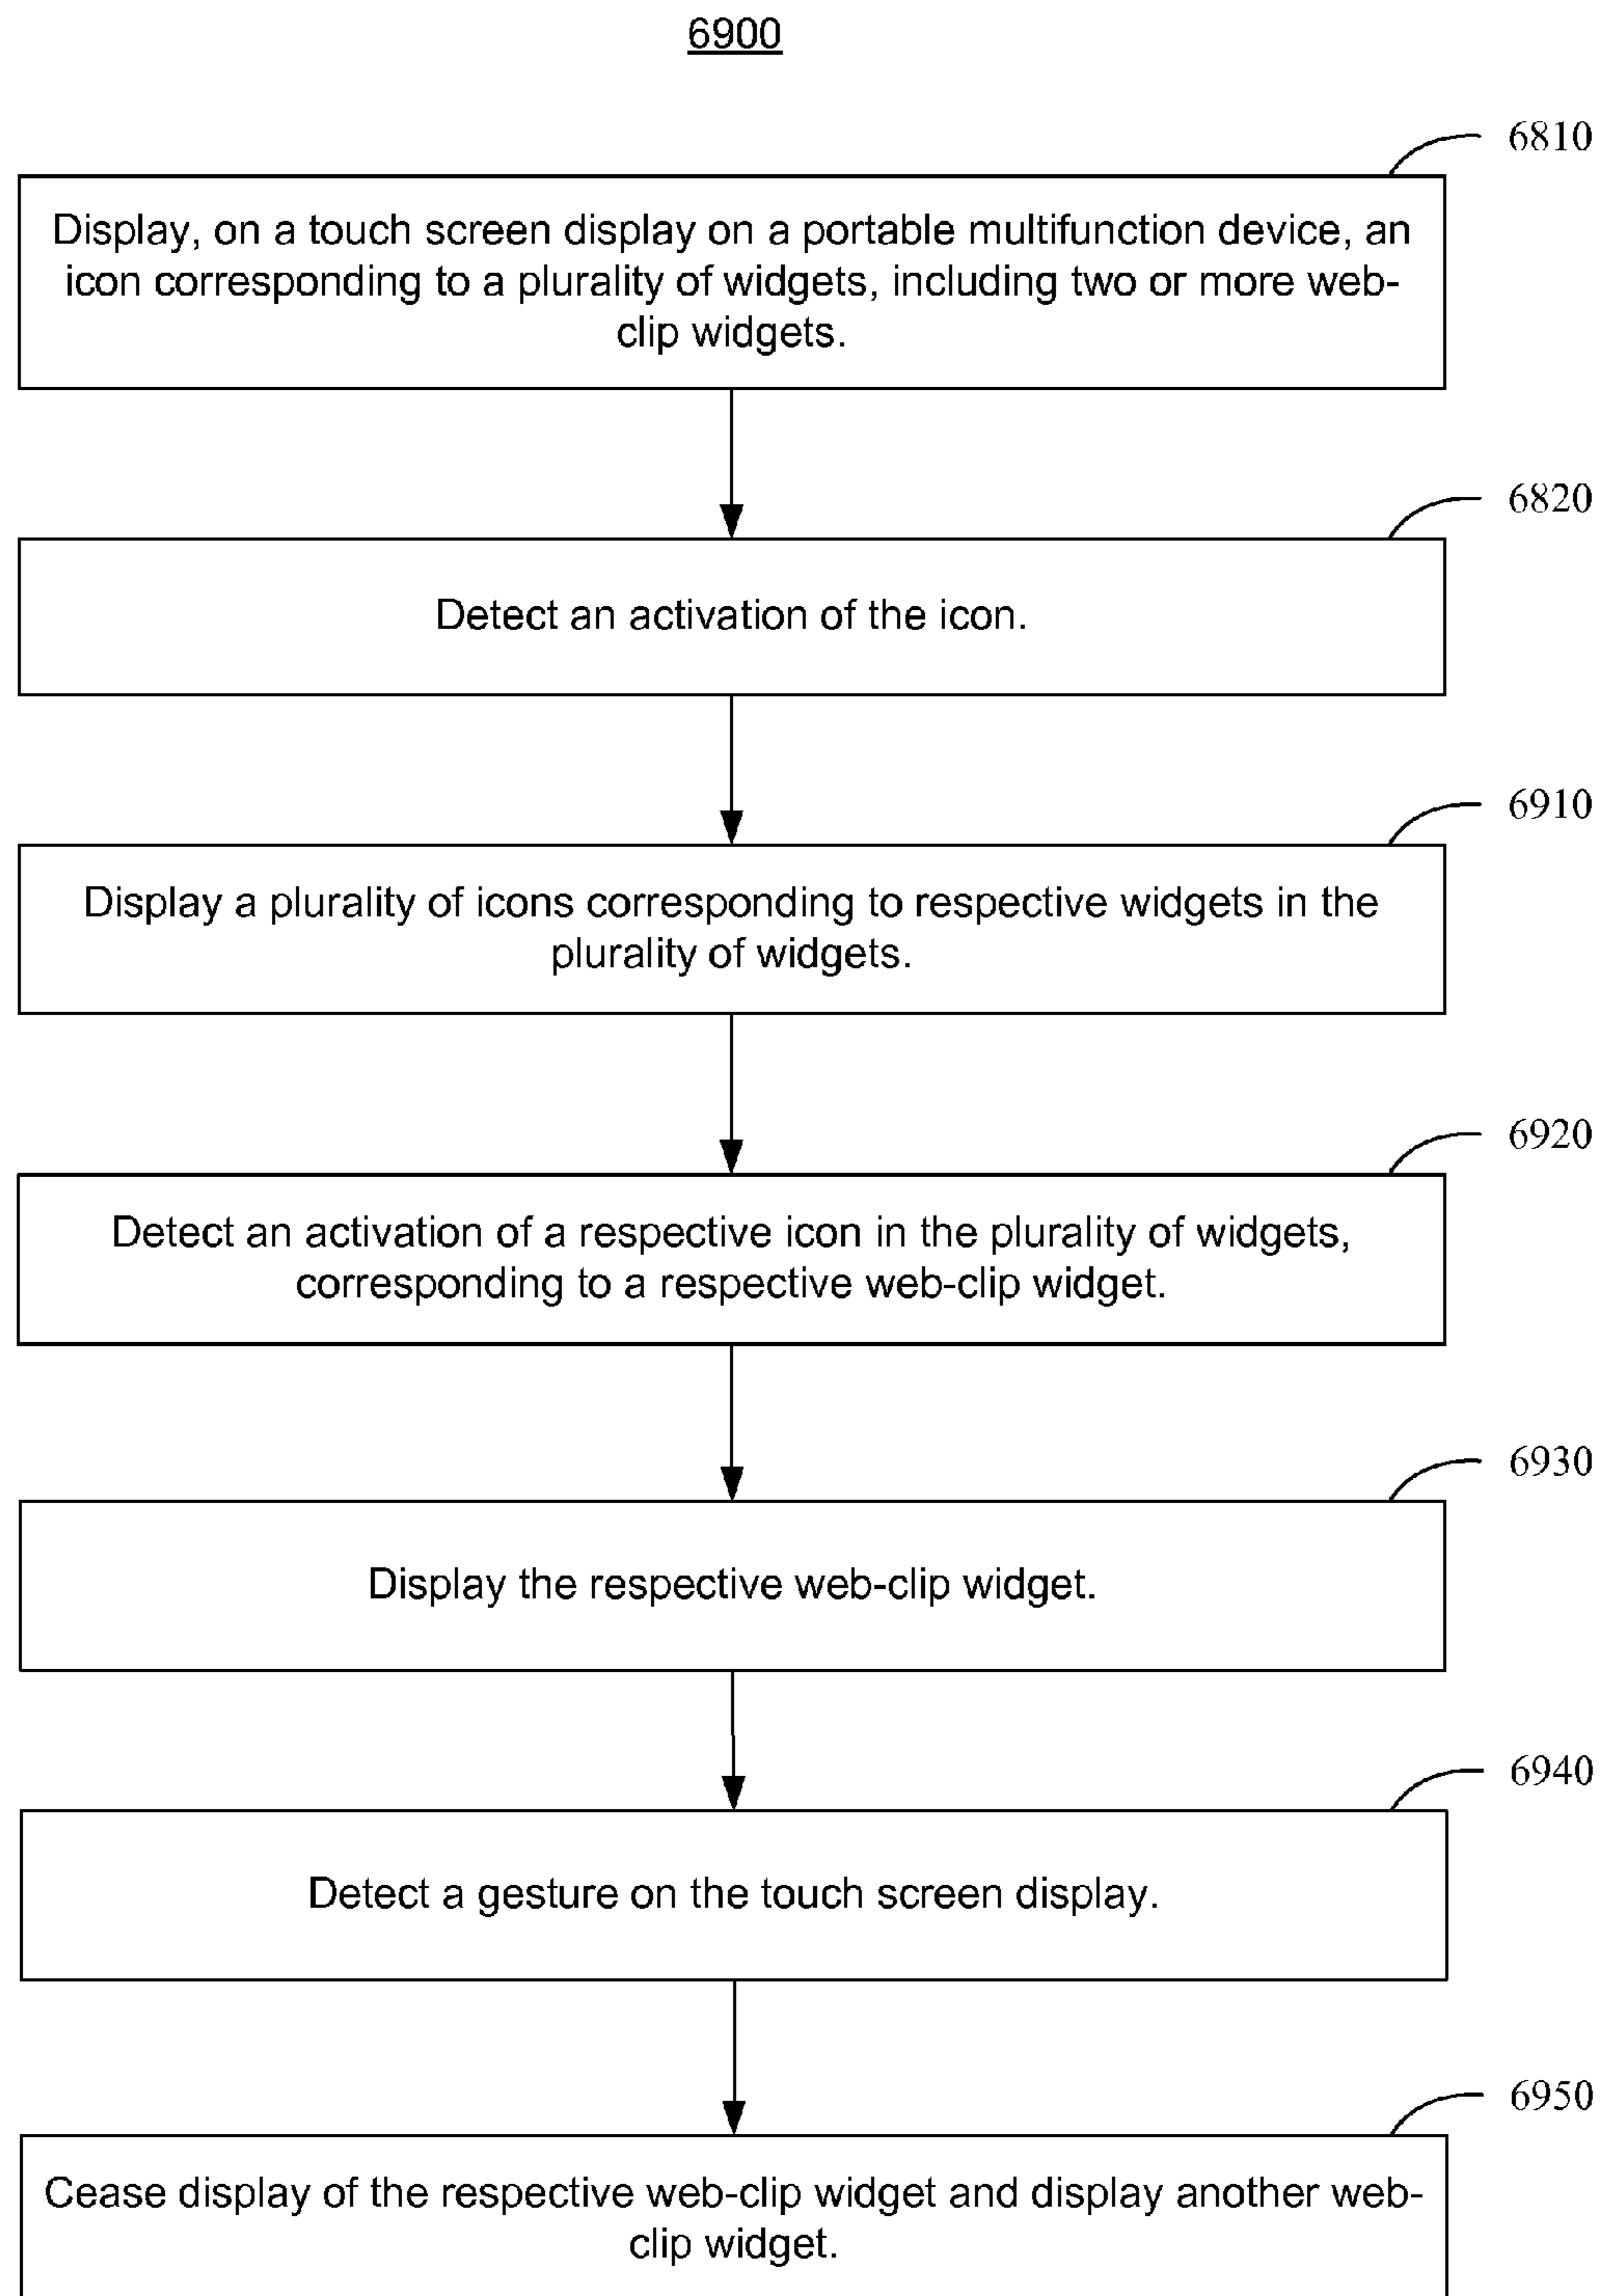 6900
6810
Display, on a touch screen display on a portable multifunction device, an
icon corresponding to a plurality of widgets, including two or more web-
clip widgets.
6820
Detect an activation of the icon.
6910
Display a plurality of icons corresponding to respective widgets in the
plurality of widgets.
6920
Detect an activation of a respective icon in the plurality of widgets,
corresponding to a respective web-clip widget.
6930
Display the respective web-clip widget.
6940
Detect a gesture on the touch screen display.
6950
Cease display of the respective web-clip widget and display another web-
clip widget.